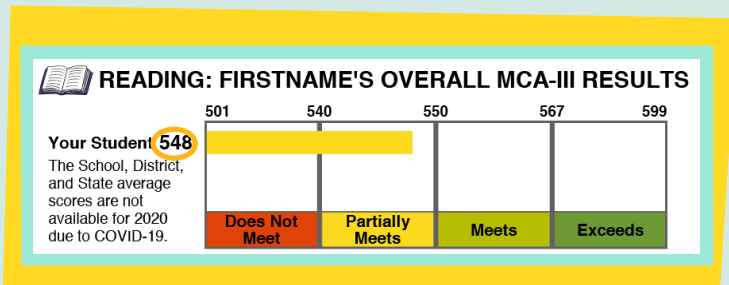 READING: FIRSTNAME'S OVERALL MCA-III RESULTS
501 540 550 567 599
Your Student 548
The School, District,
and State average
scores are not
available for 2020
due to COVID-19.
Does Not
Meet
Partially
Meets
Meets
Exceeds